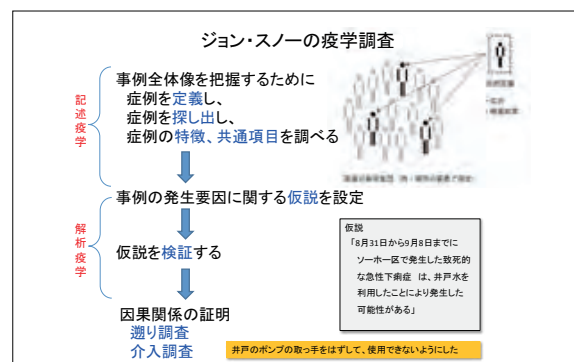 ジョン・スノーの疫学調査
記述疫学
事例全体像を把握するために
症例を定義し、
症例を探し出し、
症例の特徴、共通項目を調べる
解析疫学
事例の発生要因に関する仮説を設定
仮説を検証する
因果関係の証明
遡り調査
介入調査
仮説
「8月31日から9月8日までに
ソーホー区で発生した致死的
な急性下痢症 は、井戸水を
利用したことにより発生した
可能性がある」
井戸のポンプの取っ手をはずして、使用できないようにした